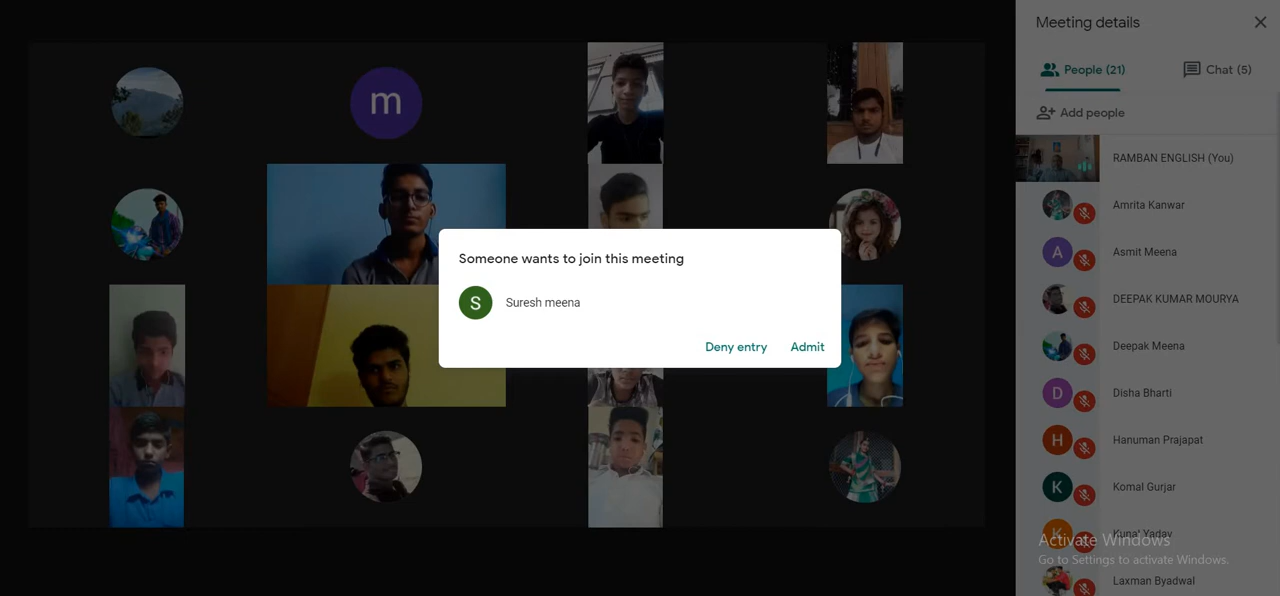 Meeting details
People (21)
Chat (5)
Add people
RAMBAN ENGLISH (You)
Amrita Kanwar
A
Asmit Meena
DEEPAK KUMAR MOURYA
Deepak Meena
D
Disha Bharti
H
Hanuman Prajapat
K
Komal Gurjar
K
Kuna' Yadav
Laxman Byadwal
Activate Windows
Go to Settings to activate Windows.
m
Someone wants to join this meeting
S
Suresh meena
Deny entry
Admit